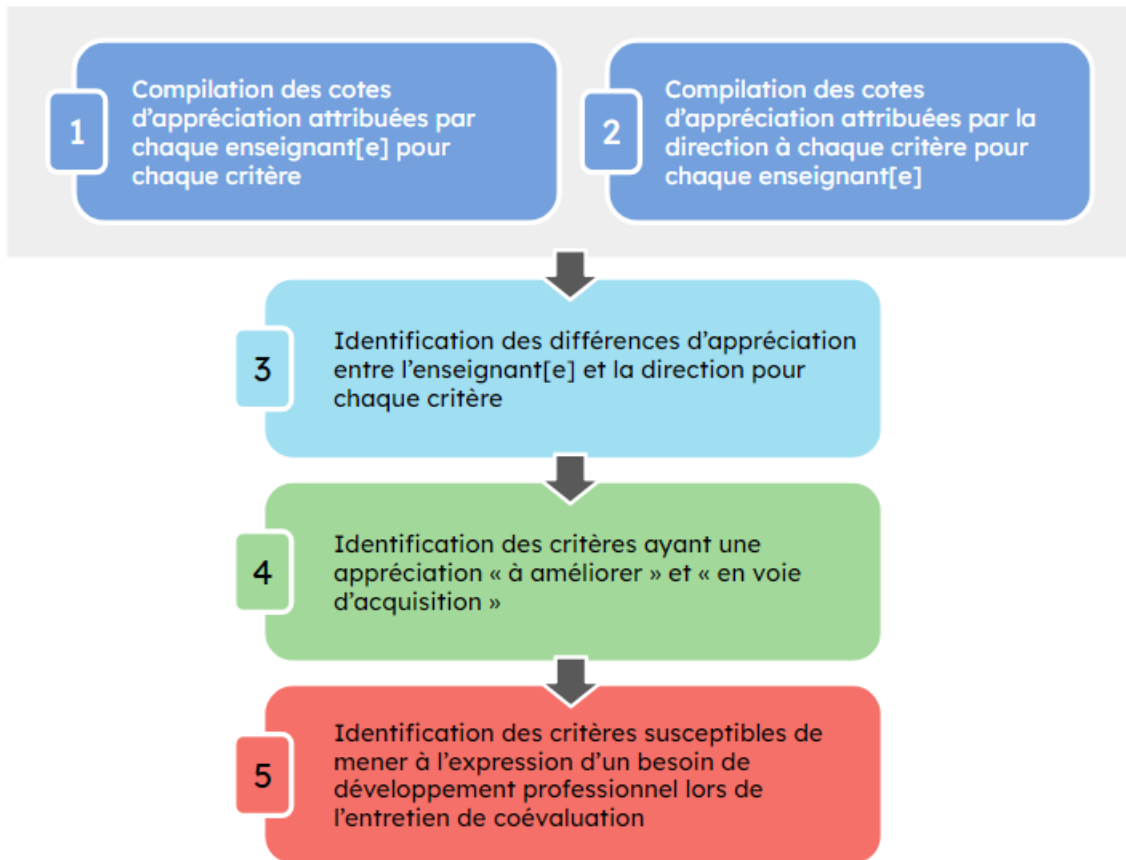 1
Compilation des cotes
d’appréciation attribuées par
chaque enseignant[e] pour
chaque critère
2
Compilation des cotes
d’appréciation attribuées par la
direction à chaque critère pour
chaque enseignant[e]
3
Identification des différences d’appréciation
entre l’enseignant[e] et la direction pour
chaque critère
4
Identification des critères ayant une
appréciation « à améliorer » et « en voie
d’acquisition »
5
Identification des critères susceptibles de
mener à l’expression d’un besoin de
développement professionnel lors de
l’entretien de coévaluation